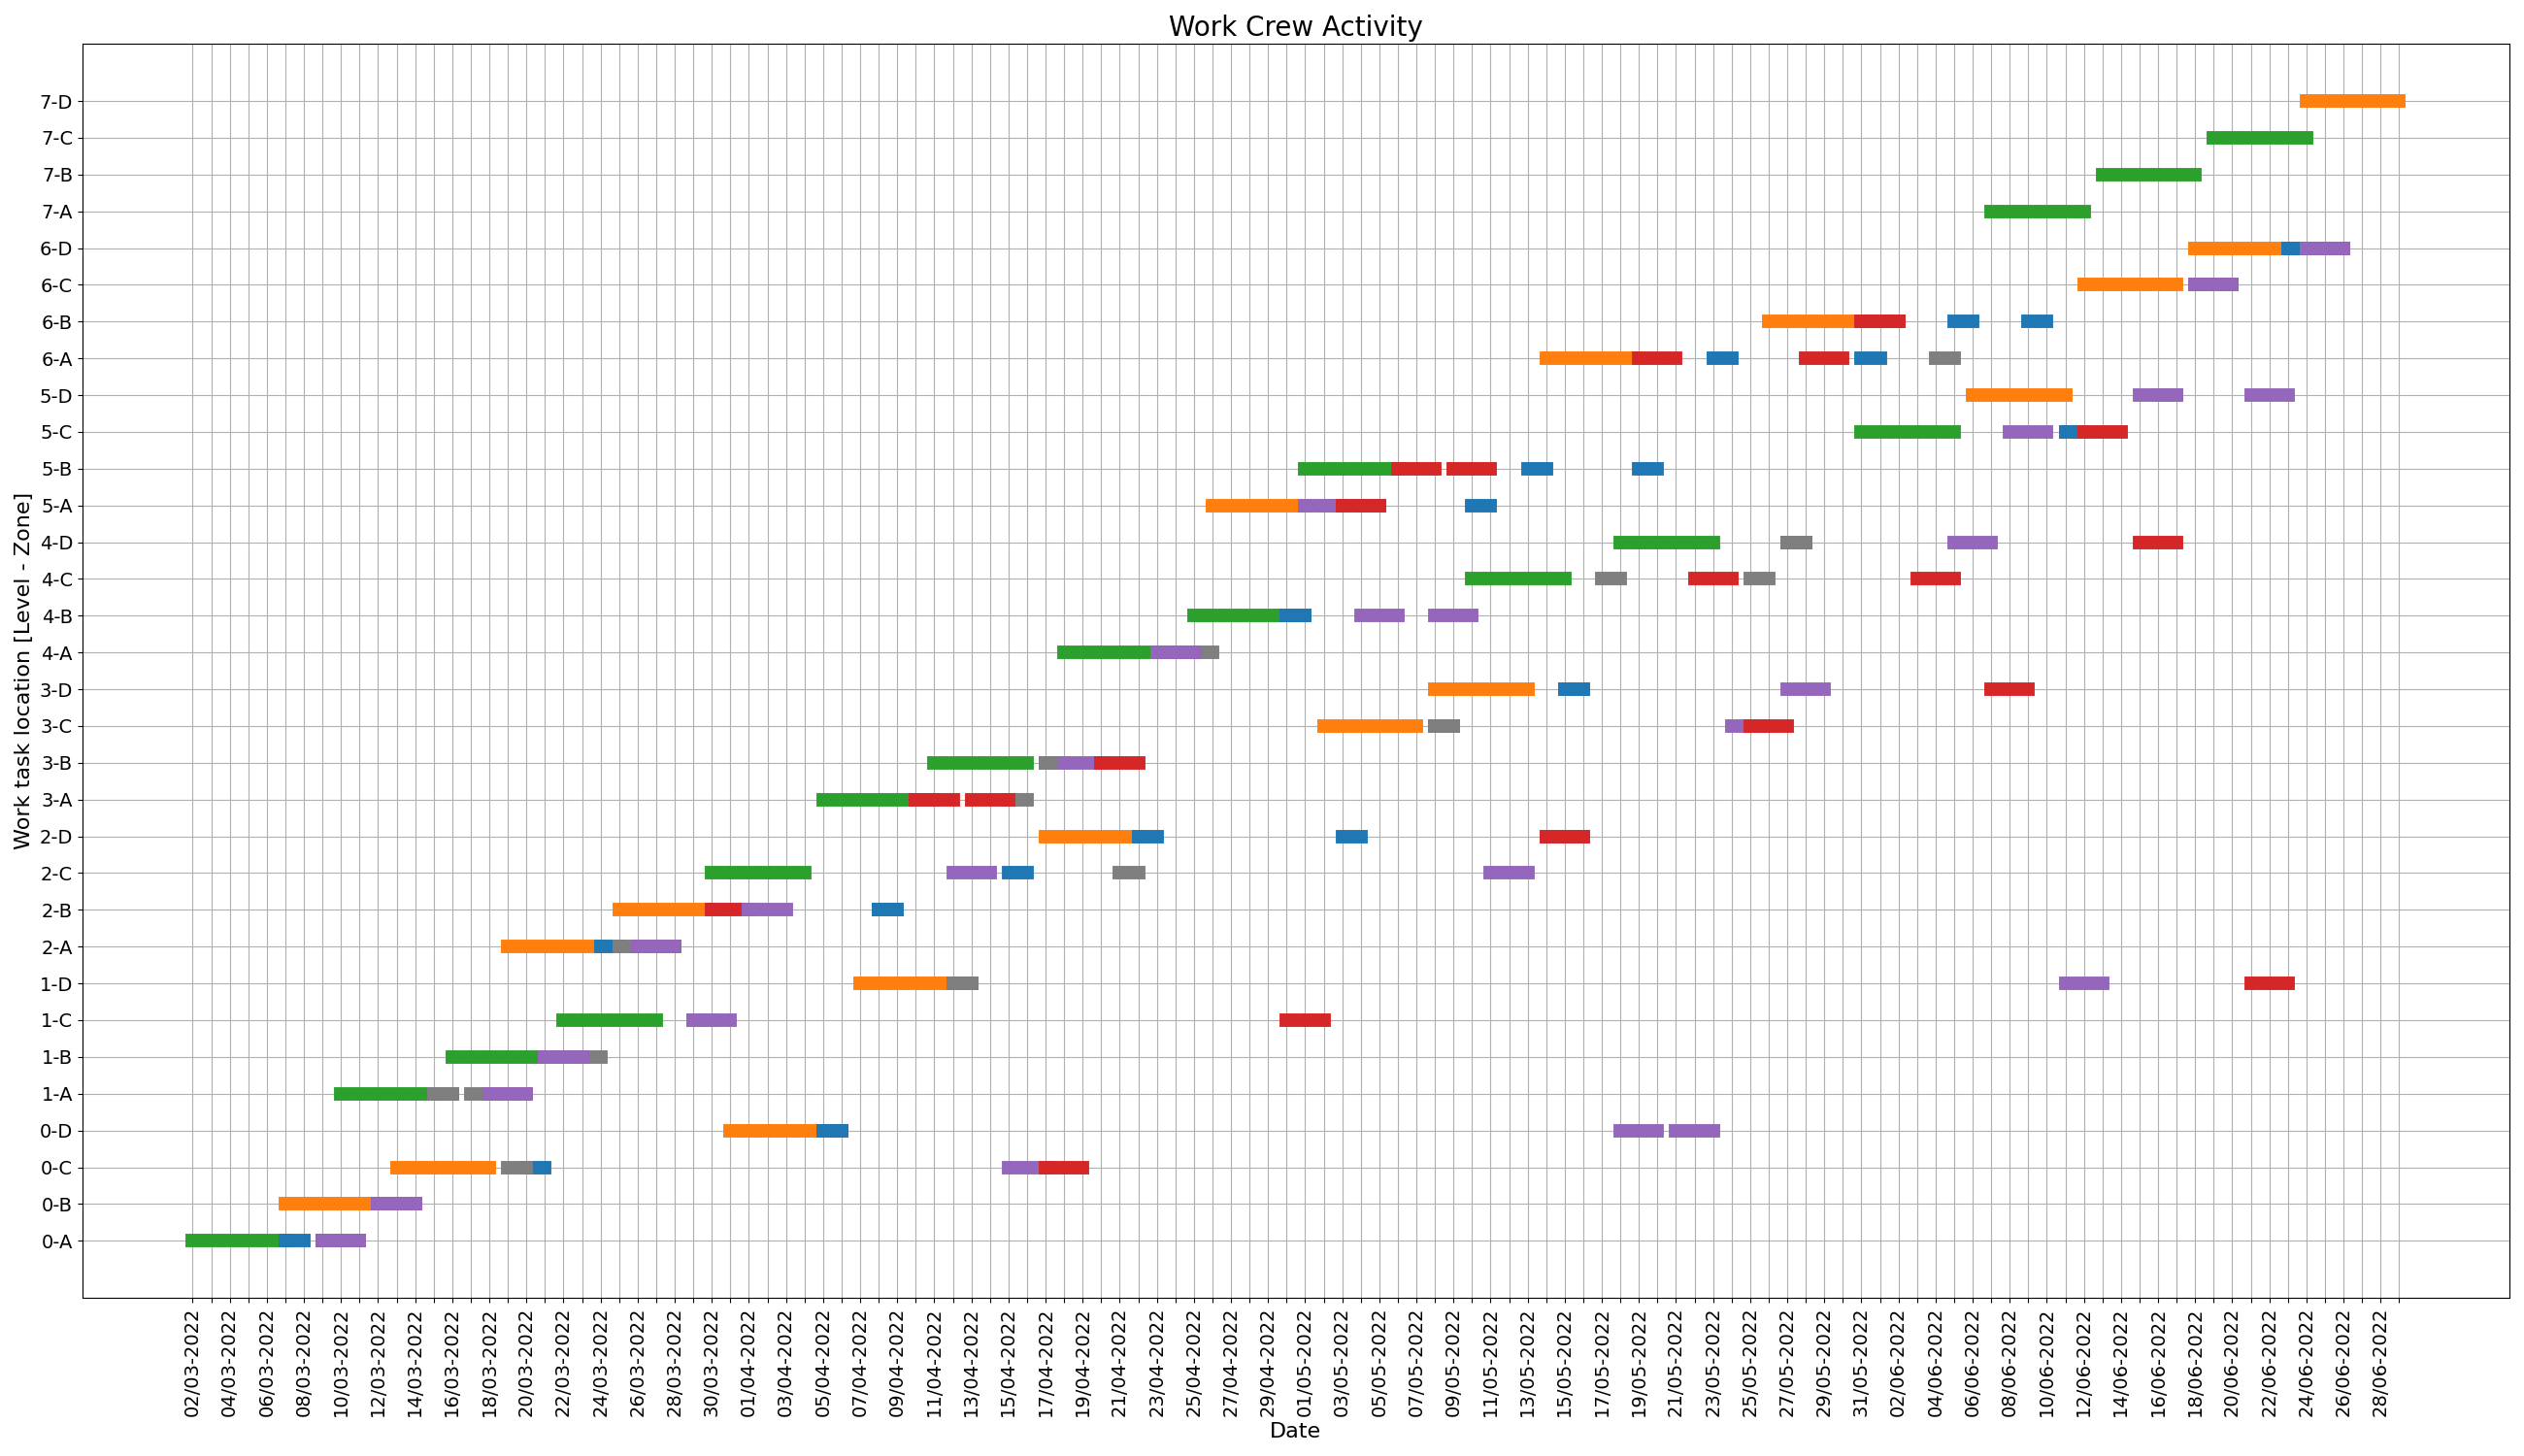 Work Crew Activity
Work task location [Level - Zone]
7-D
7-C
7-B
7-A
6-D
6-C
6-B
6-A
5-D
5-C
5-B
5-A
4-D
4-C
4-B
4-A
3-D
3-C
3-B
3-A
2-D
2-C
2-B
2-A
1-D
1-C
1-B
1-A
0-D
0-C
0-B
0-A
02/03-2022
04/03-2022
06/03-2022
08/03-2022
10/03-2022
12/03-2022
14/03-2022
16/03-2022
18/03-2022
20/03-2022
22/03-2022
24/03-2022
26/03-2022
28/03-2022
30/03-2022
01/04-2022
03/04-2022
05/04-2022
07/04-2022
09/04-2022
11/04-2022
13/04-2022
15/04-2022
17/04-2022
19/04-2022
21/04-2022
23/04-2022
25/04-2022
27/04-2022
29/04-2022
01/05-2022
03/05-2022
05/05-2022
07/05-2022
09/05-2022
11/05-2022
13/05-2022
15/05-2022
17/05-2022
19/05-2022
21/05-2022
23/05-2022
25/05-2022
27/05-2022
29/05-2022
31/05-2022
02/06-2022
04/06-2022
06/06-2022
08/06-2022
10/06-2022
12/06-2022
14/06-2022
16/06-2022
18/06-2022
20/06-2022
22/06-2022
24/06-2022
26/06-2022
28/06-2022
Date